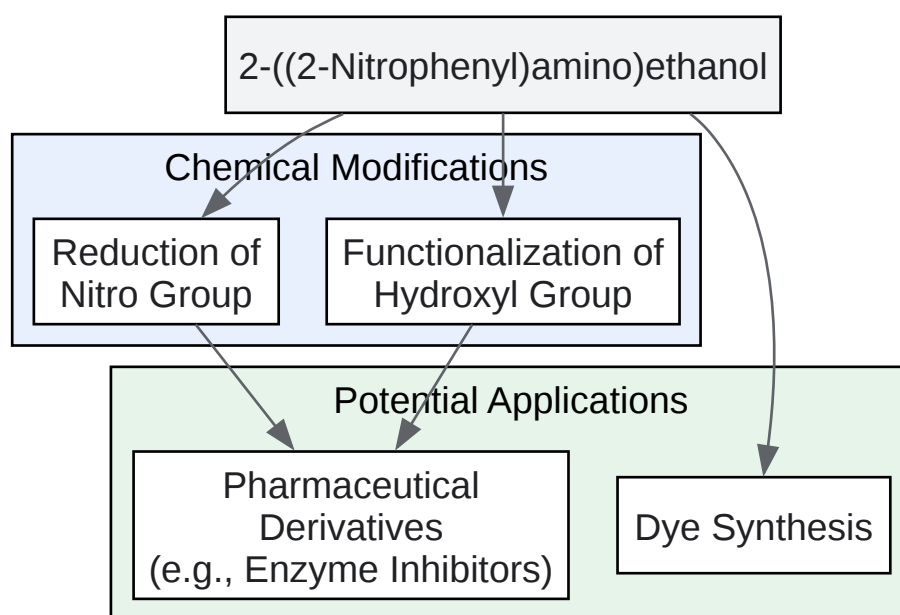 2-((2-Nitrophenyl)amino)ethanol
Chemical Modifications
Reduction of
Nitro Group
Functionalization of
Hydroxyl Group
Potential Applications
Pharmaceutical
Derivatives
(e.g., Enzyme Inhibitors)
Dye Synthesis